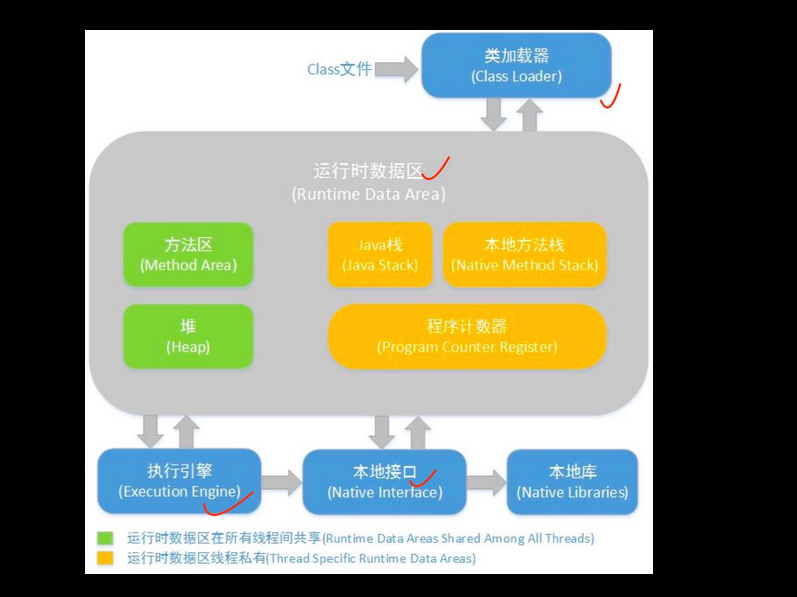 类加载器
(Class Loader)
Class文件
运行时数据区
(Runtime Data Area)
方法区
(Method Area)
Java栈
(Java Stack)
本地方法栈
(Native Method Stack)
堆
(Heap)
程序计数器
(Program Counter Register)
执行引擎
(Execution Engine)
本地接口
(Native Interface)
本地库
(Native Libraries)
运行时数据区在所有线程间共享(Runtime Data Areas Shared Among All Threads)
运行时数据区线程私有(Thread Specific Runtime Data Areas)